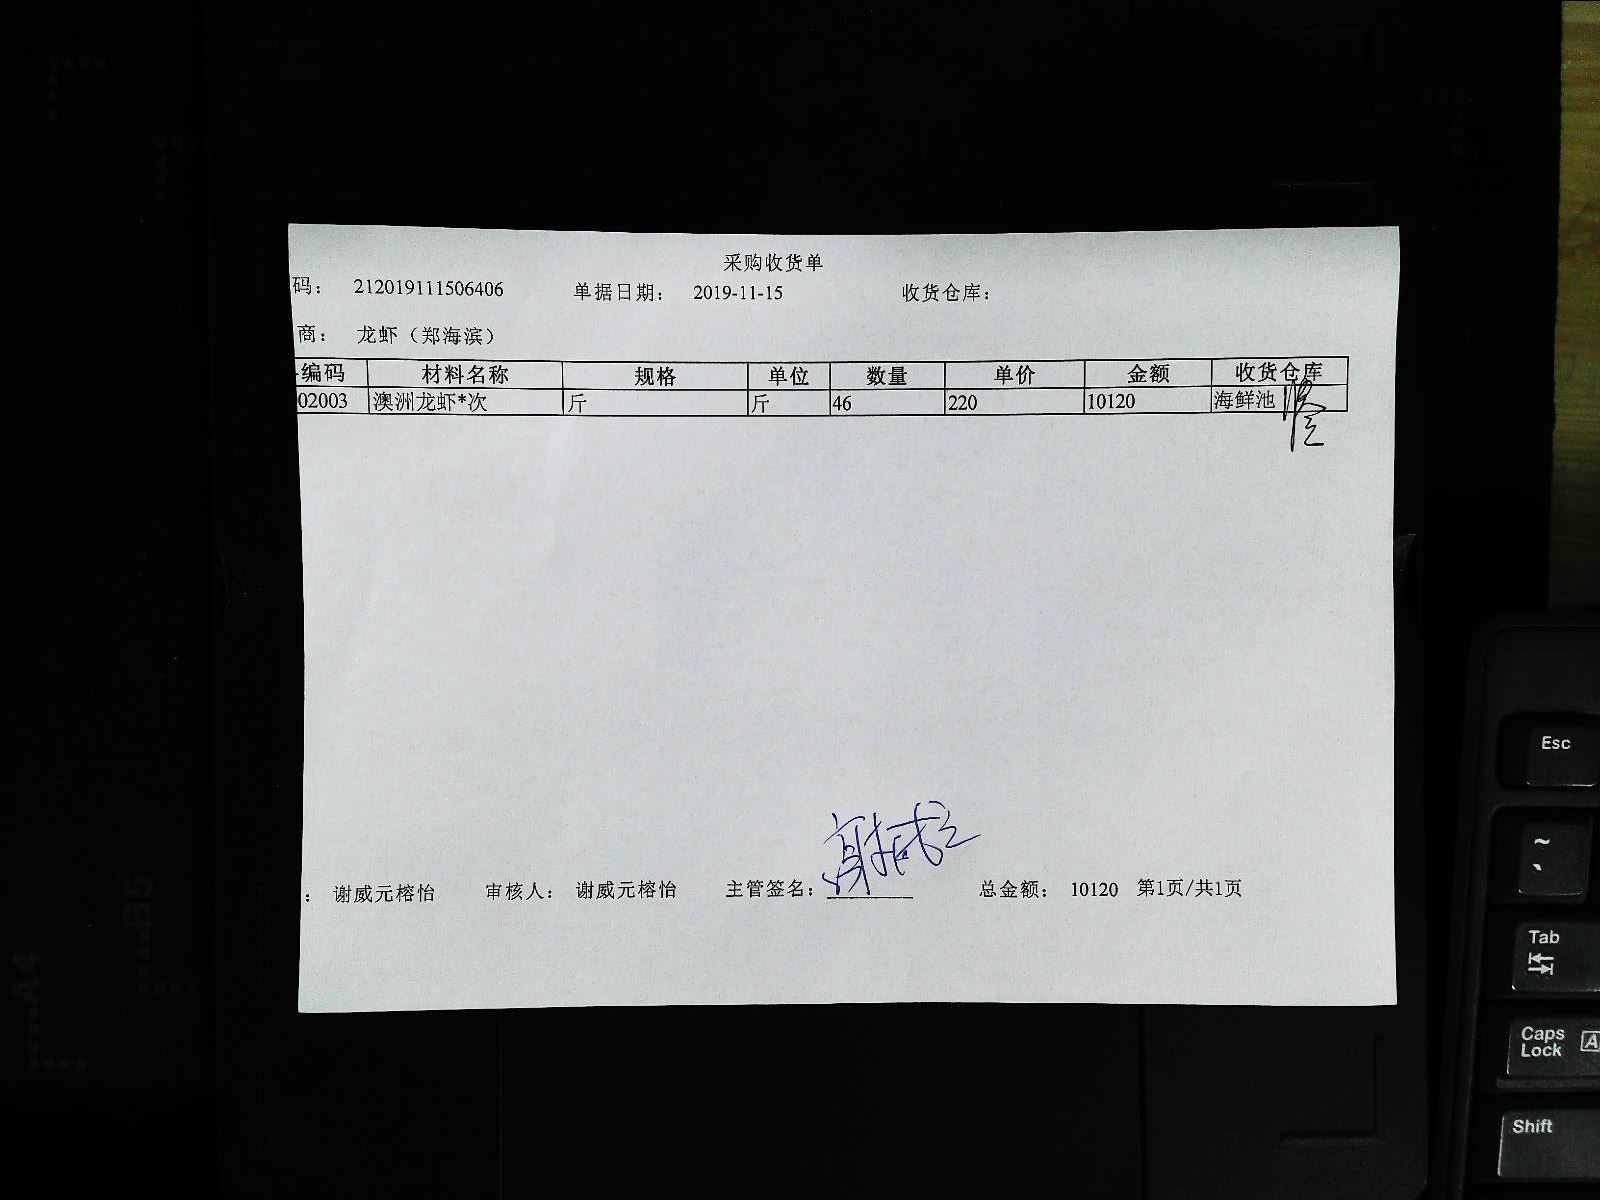 采购收货单
码： 212019111506406 单据日期： 2019-11-15 收货仓库：
商： 龙虾（郑海滨）
编码 材料名称 规格 单位 数量 单价 金额 收货仓库
02003 澳洲龙虾*次 斤 斤 46 220 10120 海鲜池
： 谢威元榕怡 审核人： 谢威元榕怡 主管签名： 总金额： 10120 第1页/共1页
Esc
~
Tab
Caps Lock A
Shift
A4
B5